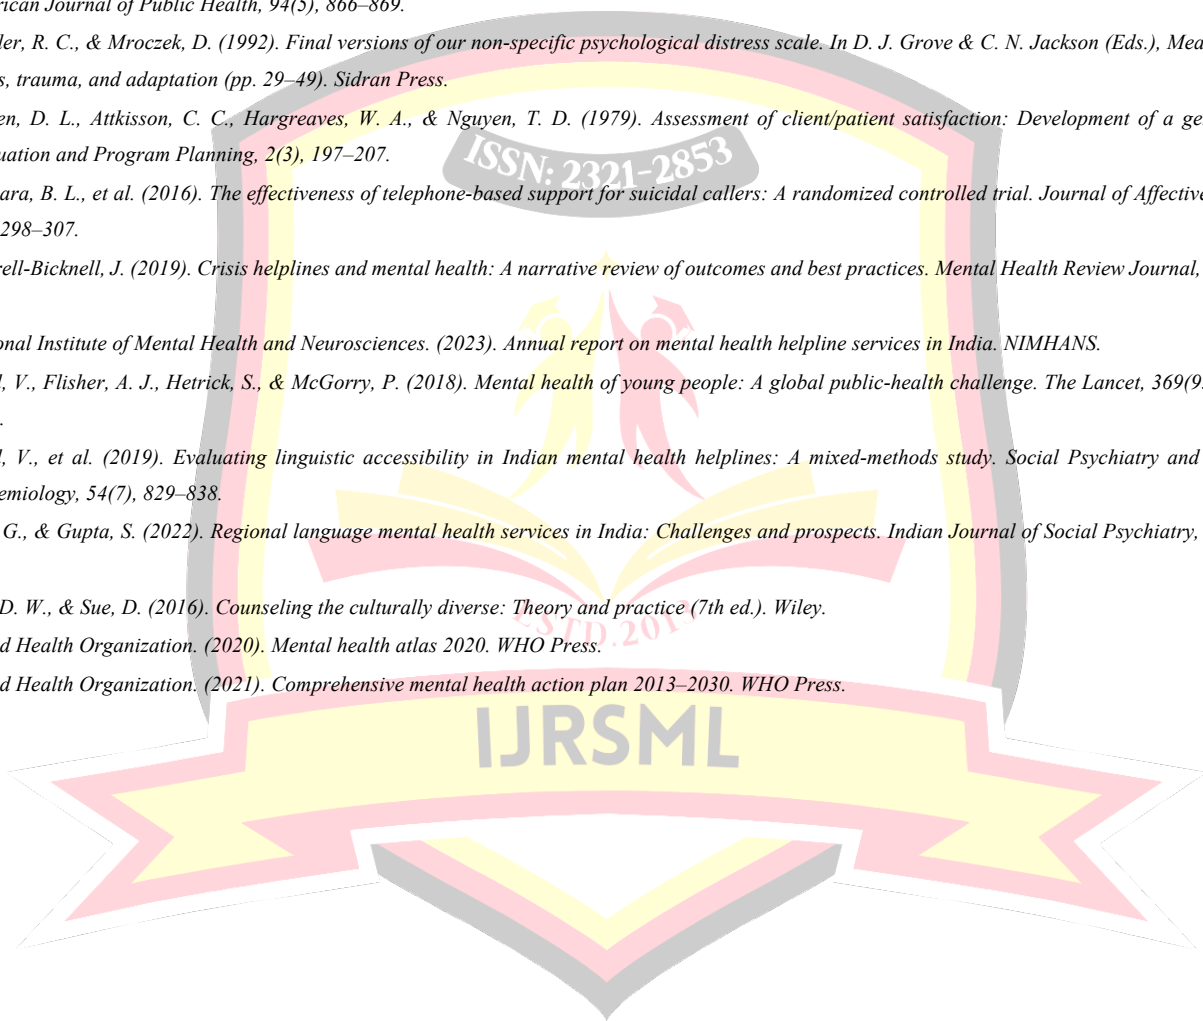 rican Journal of Public Health, 94(5), 866–869.
ler, R. C., & Mroczek, D. (1992). Final versions of our non-specific psychological distress scale. In D. J. Grove & C. N. Jackson (Eds.), Mea
s, trauma, and adaptation (pp. 29–49). Sidran Press.
en, D. L., Attkisson, C. C., Hargreaves, W. A., & Nguyen, T. D. (1979). Assessment of client/patient satisfaction: Development of a ge
uation and Program Planning, 2(3), 197–207.
ISSN: 2321-2853
ara, B. L., et al. (2016). The effectiveness of telephone-based support for suicidal callers: A randomized controlled trial. Journal of Affective
298–307.
ell-Bicknell, J. (2019). Crisis helplines and mental health: A narrative review of outcomes and best practices. Mental Health Review Journal,
onal Institute of Mental Health and Neurosciences. (2023). Annual report on mental health helpline services in India. NIMHANS.
l, V., Flisher, A. J., Hetrick, S., & McGorry, P. (2018). Mental health of young people: A global public-health challenge. The Lancet, 369(9
.
l, V., et al. (2019). Evaluating linguistic accessibility in Indian mental health helplines: A mixed-methods study. Social Psychiatry and
emiology, 54(7), 829–838.
G., & Gupta, S. (2022). Regional language mental health services in India: Challenges and prospects. Indian Journal of Social Psychiatry,
D. W., & Sue, D. (2016). Counseling the culturally diverse: Theory and practice (7th ed.). Wiley.
ESTD.2013
d Health Organization. (2020). Mental health atlas 2020. WHO Press.
d Health Organization. (2021). Comprehensive mental health action plan 2013–2030. WHO Press.
IJRSML